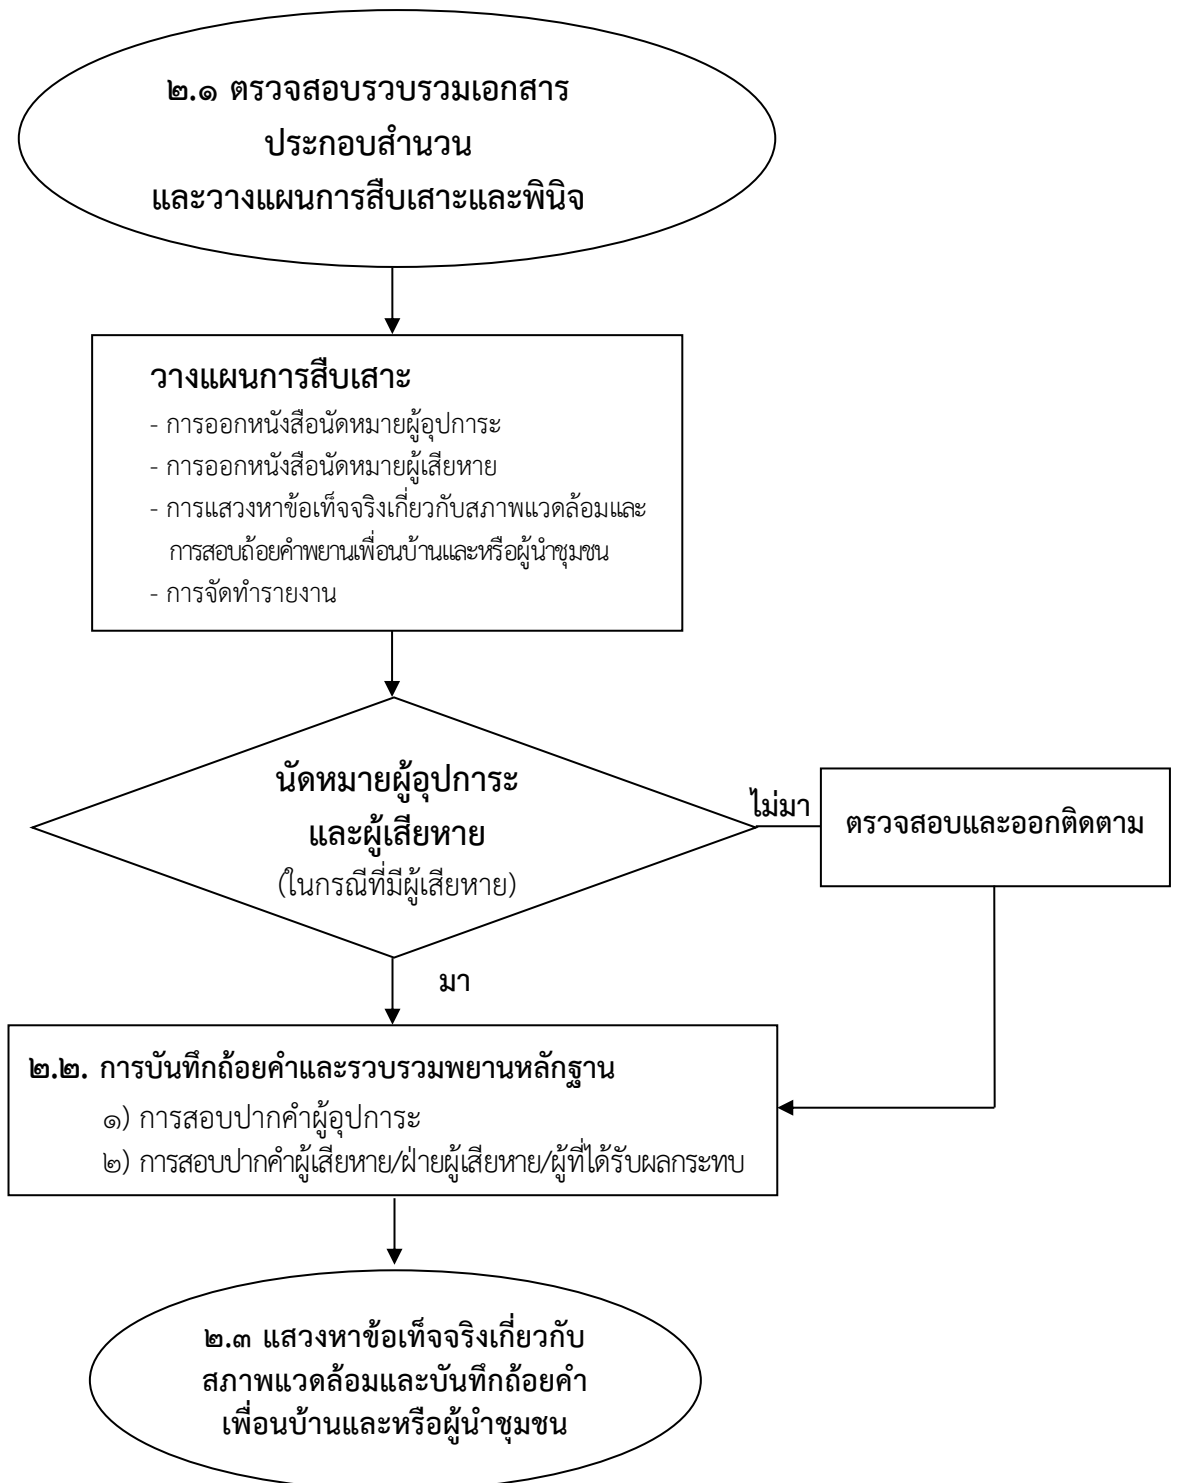 ๒.๑ ตรวจสอบรวบรวมเอกสาร
ประกอบสำนวน
และวางแผนการสืบเสาะและพินิจ
วางแผนการสืบเสาะ
- การออกหนังสือนัดหมายผู้อุปการะ
- การออกหนังสือนัดหมายผู้เสียหาย
- การแสวงหาข้อเท็จจริงเกี่ยวกับสภาพแวดล้อมและ
การสอบถ้อยคำพยานเพื่อนบ้านและหรือผู้นำชุมชน
- การจัดทำรายงาน
นัดหมายผู้อุปการะ
และผู้เสียหาย
(ในกรณีที่มีผู้เสียหาย)
ไม่มา
ตรวจสอบและออกติดตาม
มา
๒.๒. การบันทึกถ้อยคำและรวบรวมพยานหลักฐาน
๑) การสอบปากคำผู้อุปการะ
๒) การสอบปากคำผู้เสียหาย/ฝ่ายผู้เสียหาย/ผู้ที่ได้รับผลกระทบ
๒.๓ แสวงหาข้อเท็จจริงเกี่ยวกับ
สภาพแวดล้อมและบันทึกถ้อยคำ
เพื่อนบ้านและหรือผู้นำชุมชน